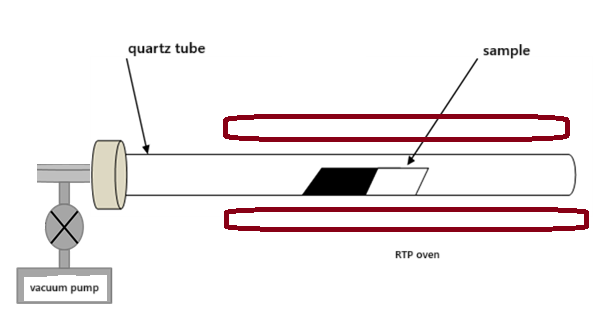 quartz tube
sample
RTP oven
vacuum pump